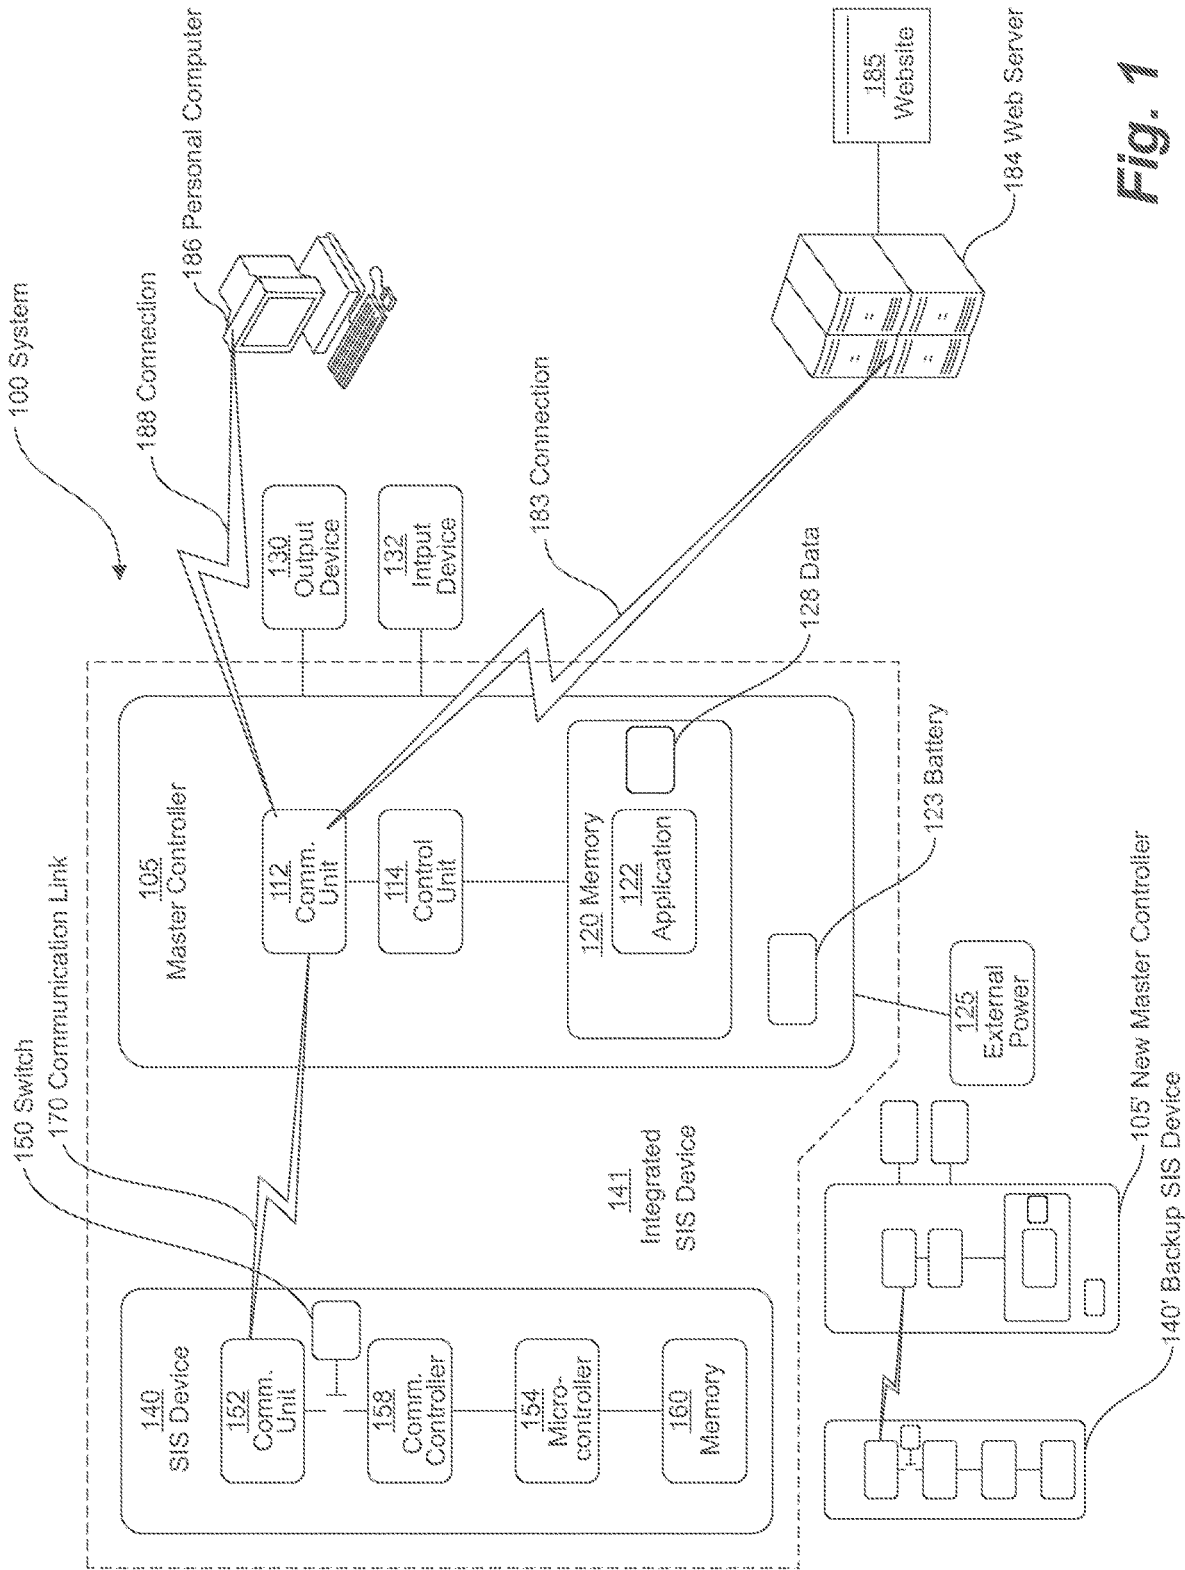 100 System
150 Switch
170 Communication Link
188 Connection
186 Personal Computer
140
SIS Device
152
Comm.
Unit
158
Comm.
Controller
154
Micro-
controller
160
Memory
141
Integrated
SIS Device
105
Master Controller
112
Comm.
Unit
114
Control
Unit
120 Memory
122
Application
130
Output
Device
132
Intput
Device
183 Connection
128 Data
123 Battery
125
External
Power
185
Website
184 Web Server
105' New Master Controller
140' Backup SIS Device
Fig. 1